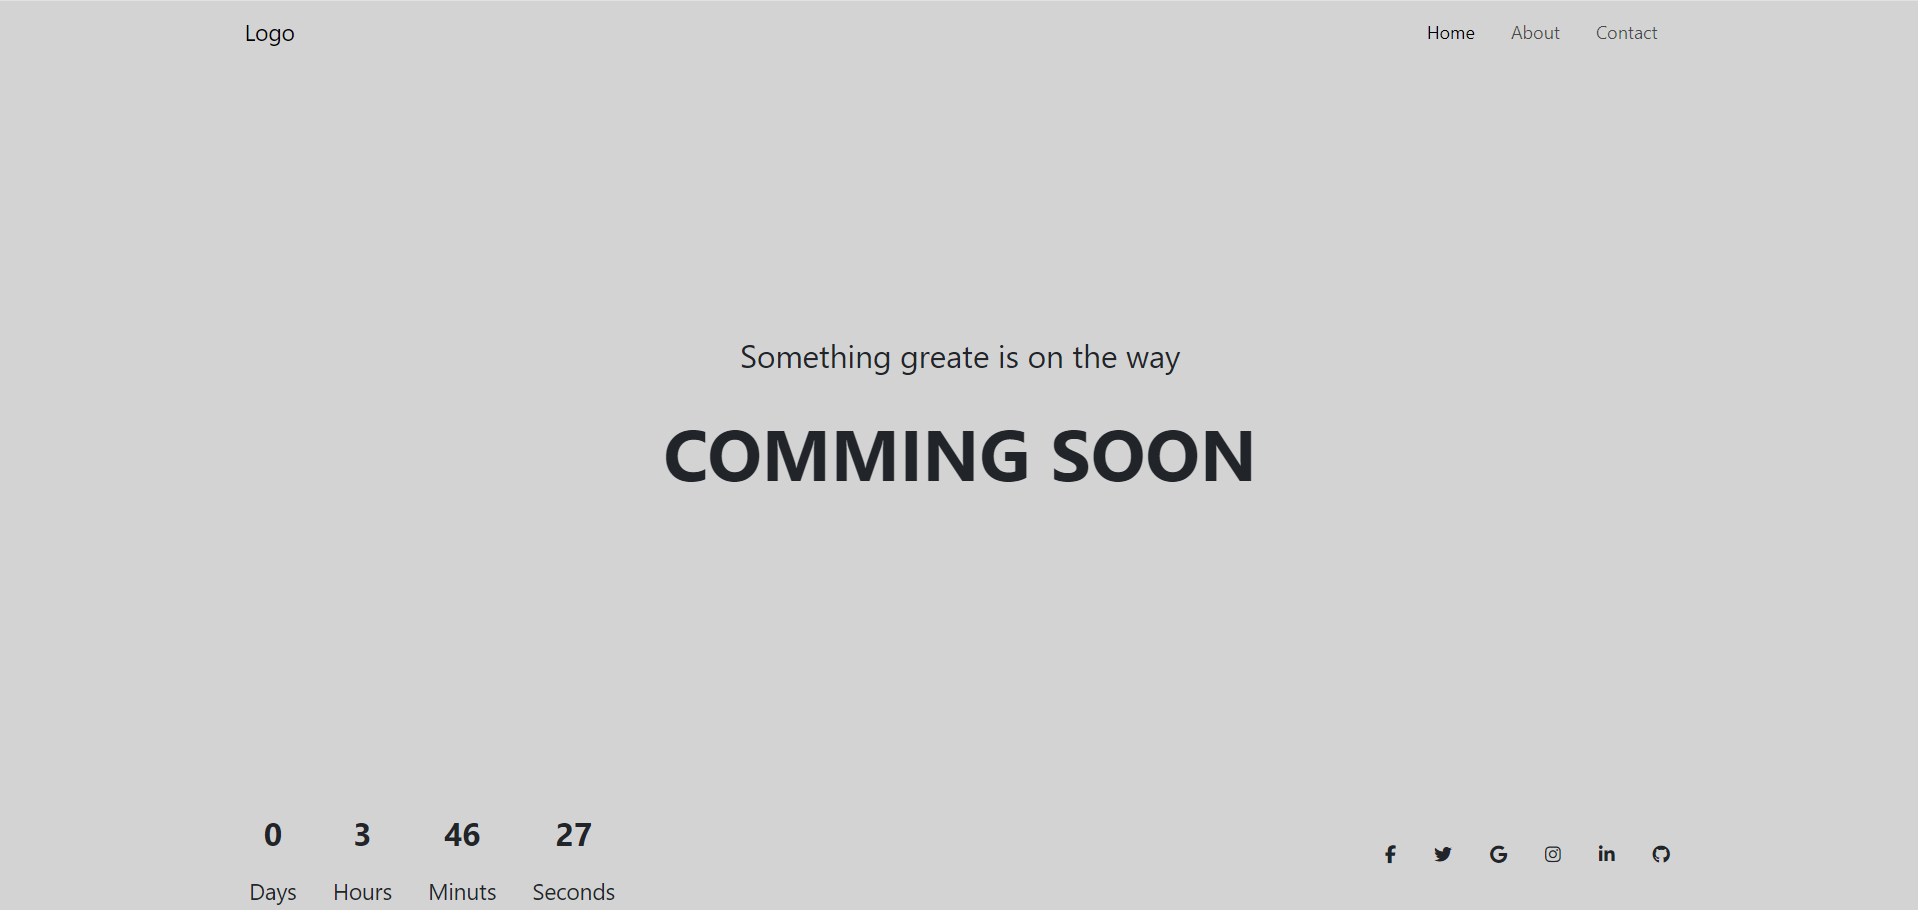 Logo Home About Contact
Something greate is on the way
COMMING SOON
0 3 46 27
Days Hours Minuts Seconds